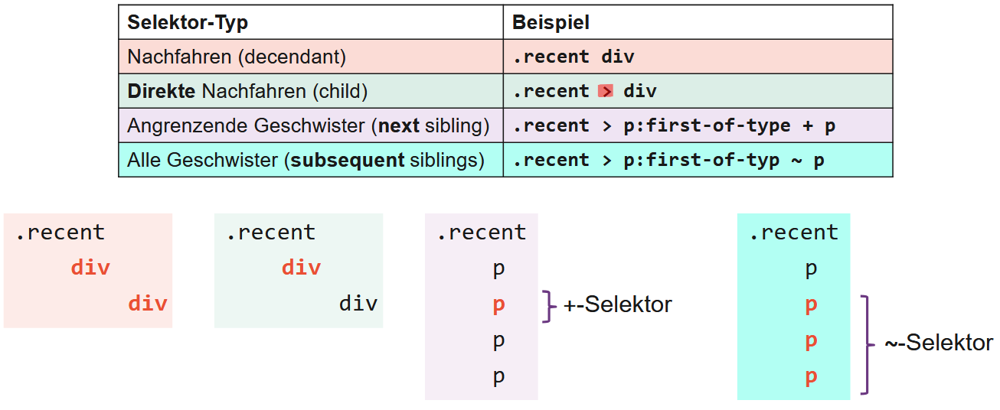 Selektor-Typ Beispiel
Nachfahren (decendant) .recent div
Direkte Nachfahren (child) .recent > div
Angrenzende Geschwister (next sibling) .recent > p:first-of-type + p
Alle Geschwister (subsequent siblings) .recent > p:first-of-typ ~ p
.recent
div
div
.recent
div
div
.recent
p
p
p
p
+-Selektor
.recent
p
p
p
p
~-Selektor